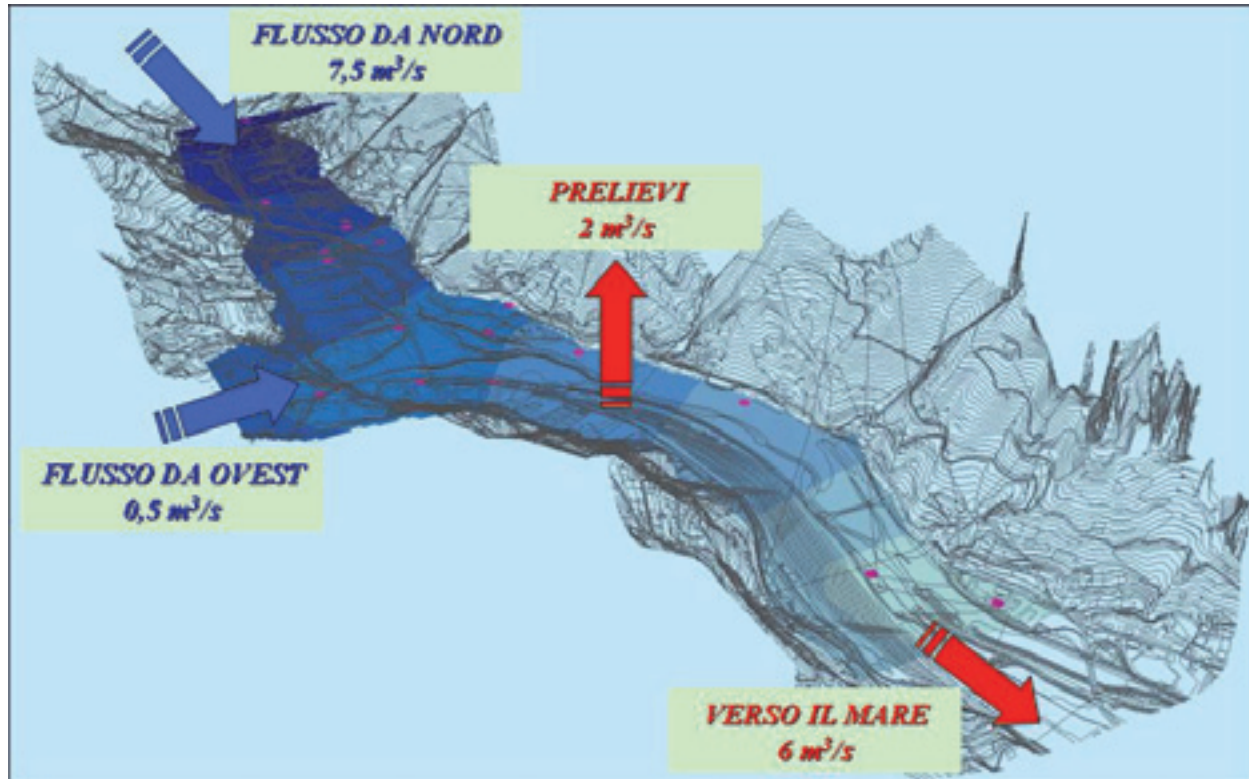 FLUSSO DA NORD
7,5 m³/s
PRELIEVI
2 m³/s
FLUSSO DA OVEST
0,5 m³/s
VERSO IL MARE
6 m³/s